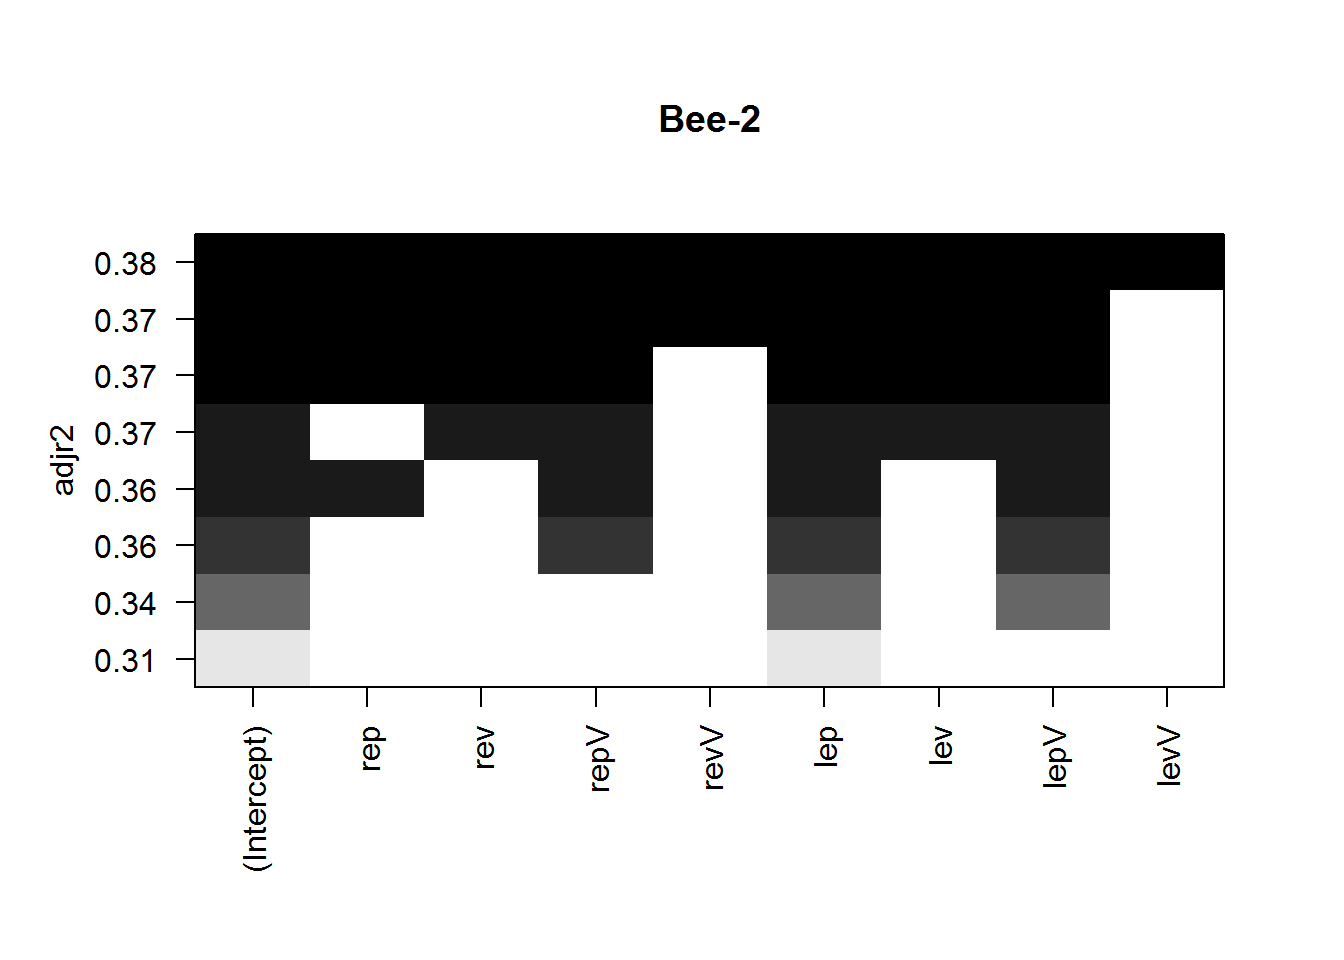 Bee-2
adjr2
0.38
0.37
0.37
0.37
0.36
0.36
0.34
0.31
(Intercept)
rep
rev
repV
revV
lep
lev
lepV
levV